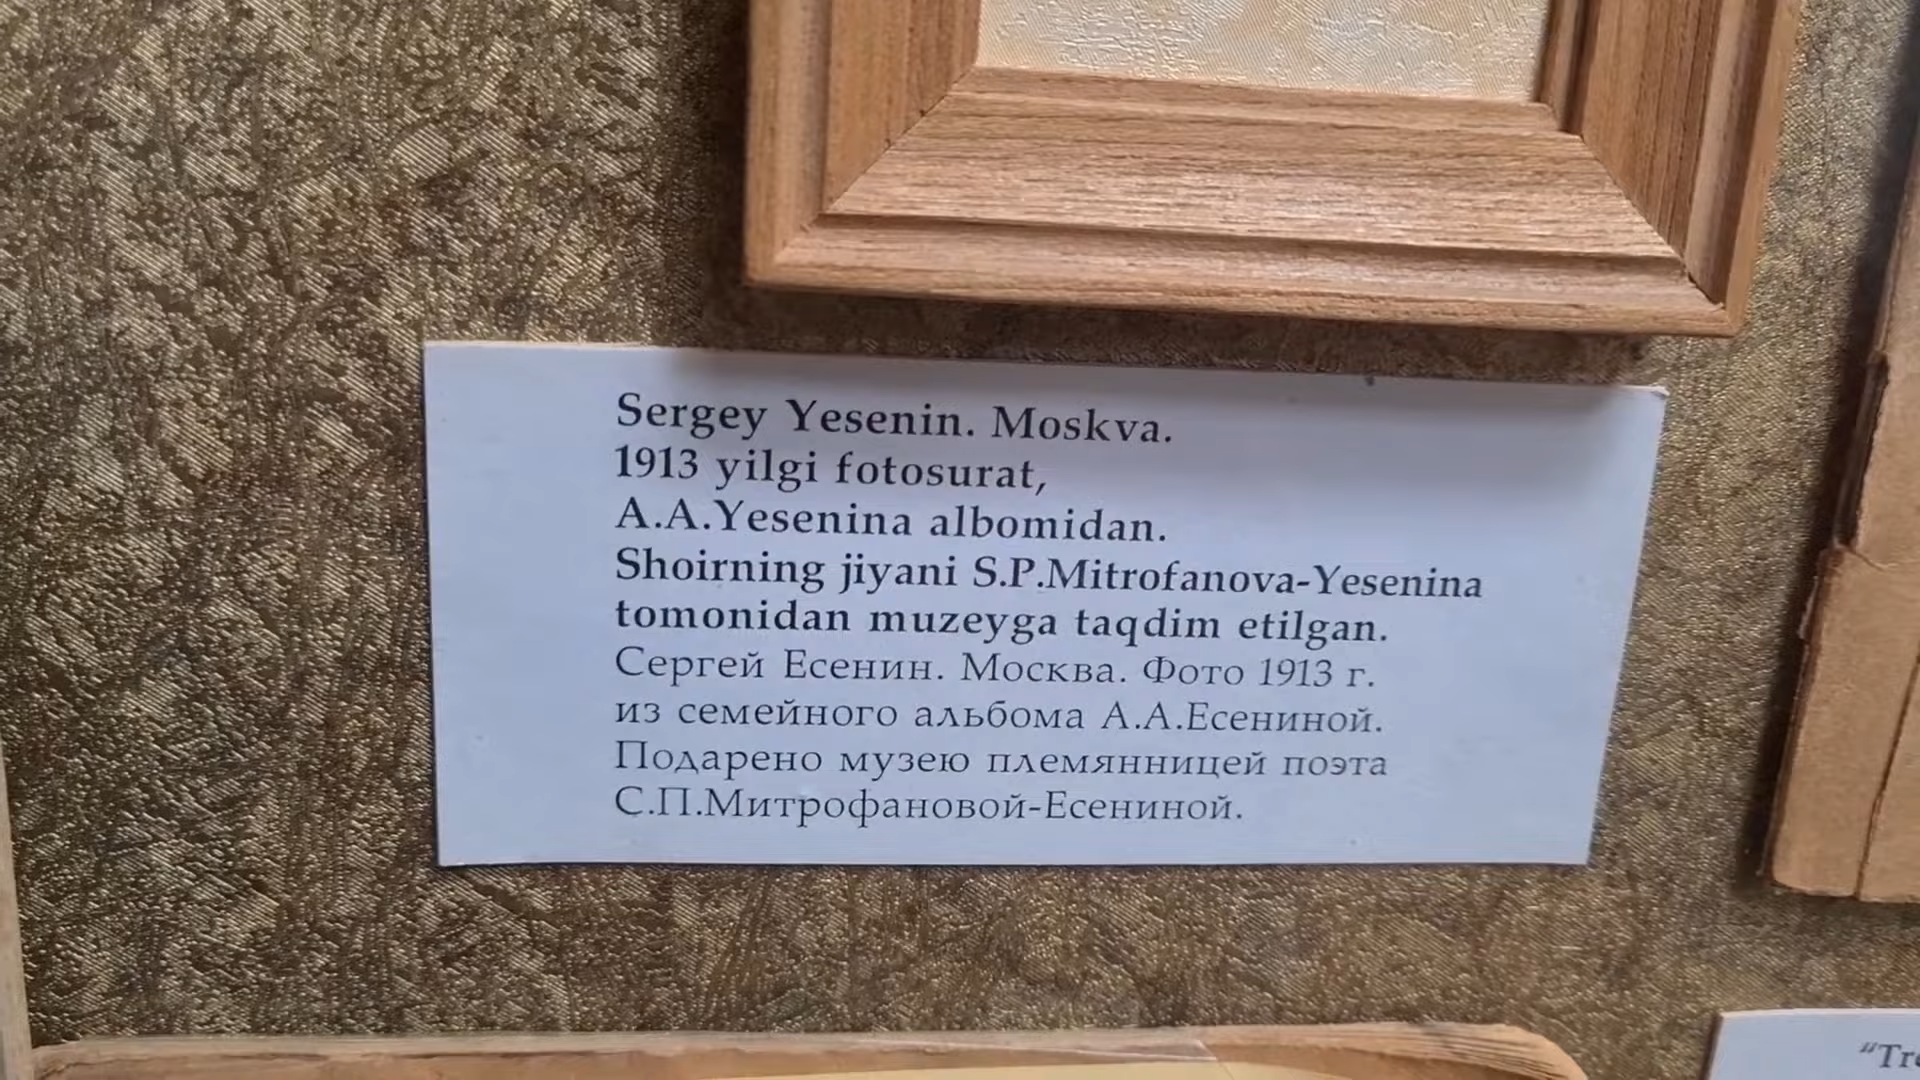 Sergey Yesenin. Moskva.
1913 yilgi fotosurat,
A.A.Yesenina albomidan.
Shoirning jiyani S.P.Mitrofanova-Yesenina
tomonidan muzeyga taqdim etilgan.
Сергей Есенин. Москва. Фото 1913 г.
из семейного альбома А.А.Есениной.
Подарено музею племянницей поэта
С.П.Митрофановой-Есениной.